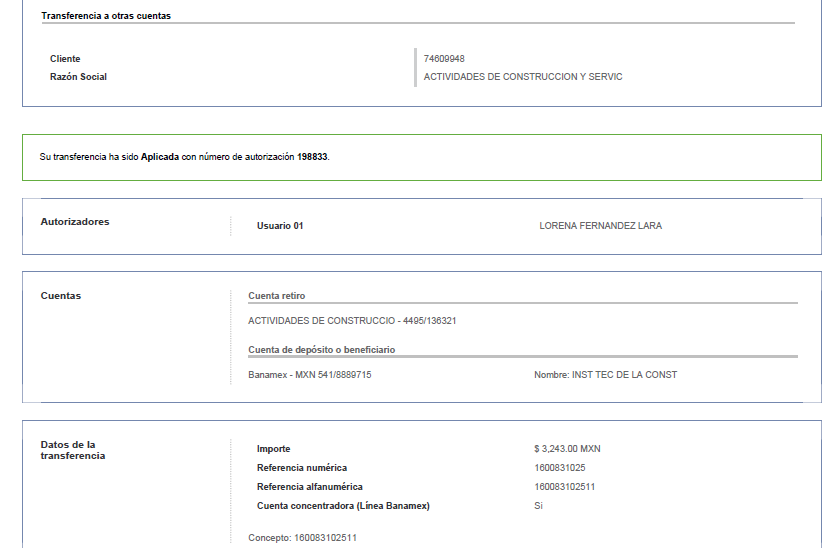 Transferencia a otras cuentas
Cliente 74609948
Razón Social ACTIVIDADES DE CONSTRUCCION Y SERVIC
Su transferencia ha sido Aplicada con número de autorización 198833.
Autorizadores Usuario 01 LORENA FERNANDEZ LARA
Cuentas Cuenta retiro
ACTIVIDADES DE CONSTRUCCIO - 4495/136321
Cuenta de depósito o beneficiario
Banamex - MXN 541/8889715 Nombre: INST TEC DE LA CONST
Datos de la
transferencia
Importe $ 3,243.00 MXN
Referencia numérica 1600831025
Referencia alfanumérica 160083102511
Cuenta concentradora (Línea Banamex) Si
Concepto: 160083102511